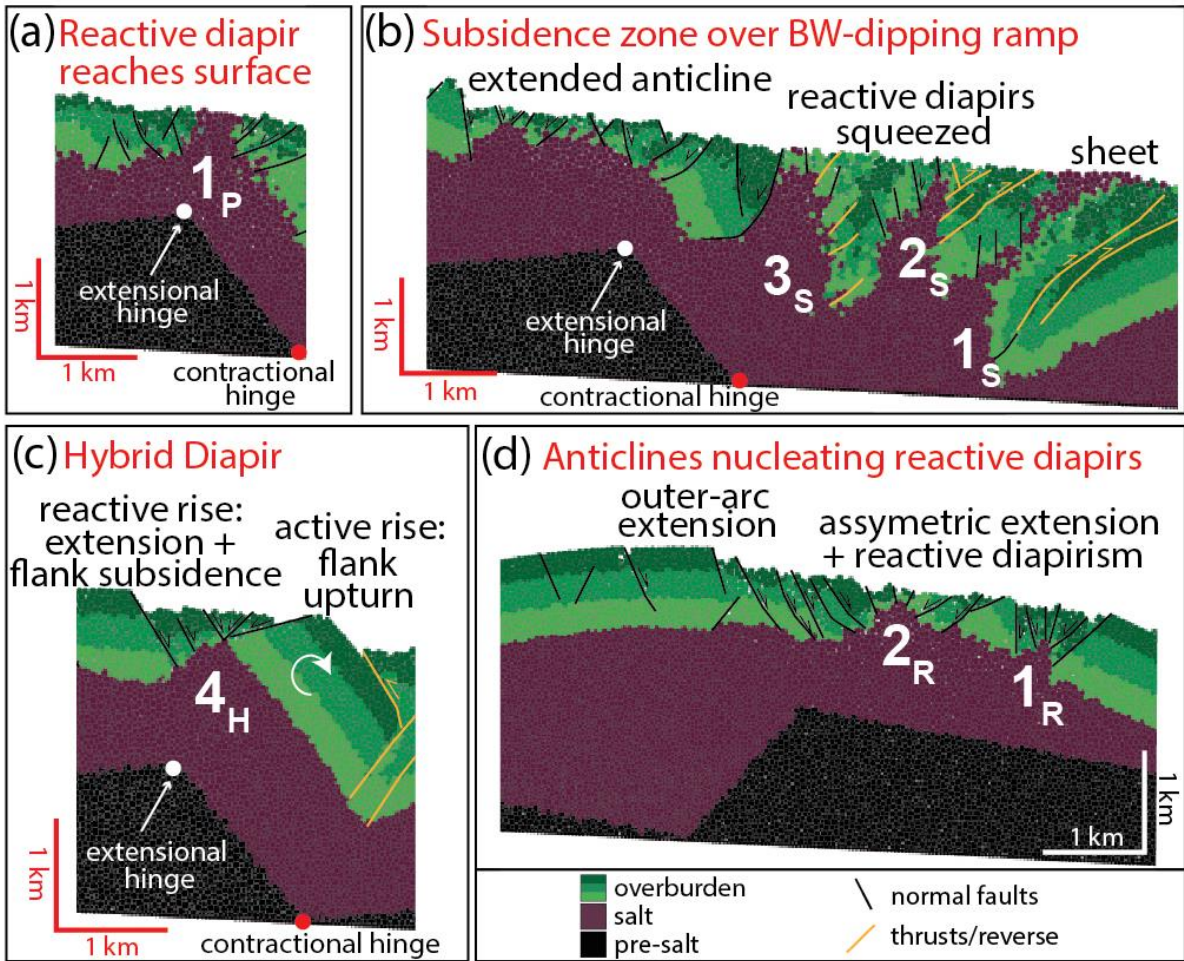 (a) Reactive diapir
reaches surface
1P
extensional
hinge
1 km
1 km
contractional
hinge
(b) Subsidence zone over BW-dipping ramp
extended anticline
reactive diapirs
squeezed
sheet
3S
2S
1S
extensional
hinge
1 km
1 km
contractional hinge
(c) Hybrid Diapir
reactive rise:
extension +
flank subsidence
active rise:
flank
upturn
4H
extensional
hinge
1 km
1 km
contractional hinge
(d) Anticlines nucleating reactive diapirs
outer-arc
extension
assymetric extension
+ reactive diapirism
2R
1R
1 km
1 km
overburden
salt
pre-salt
normal faults
thrusts/reverse